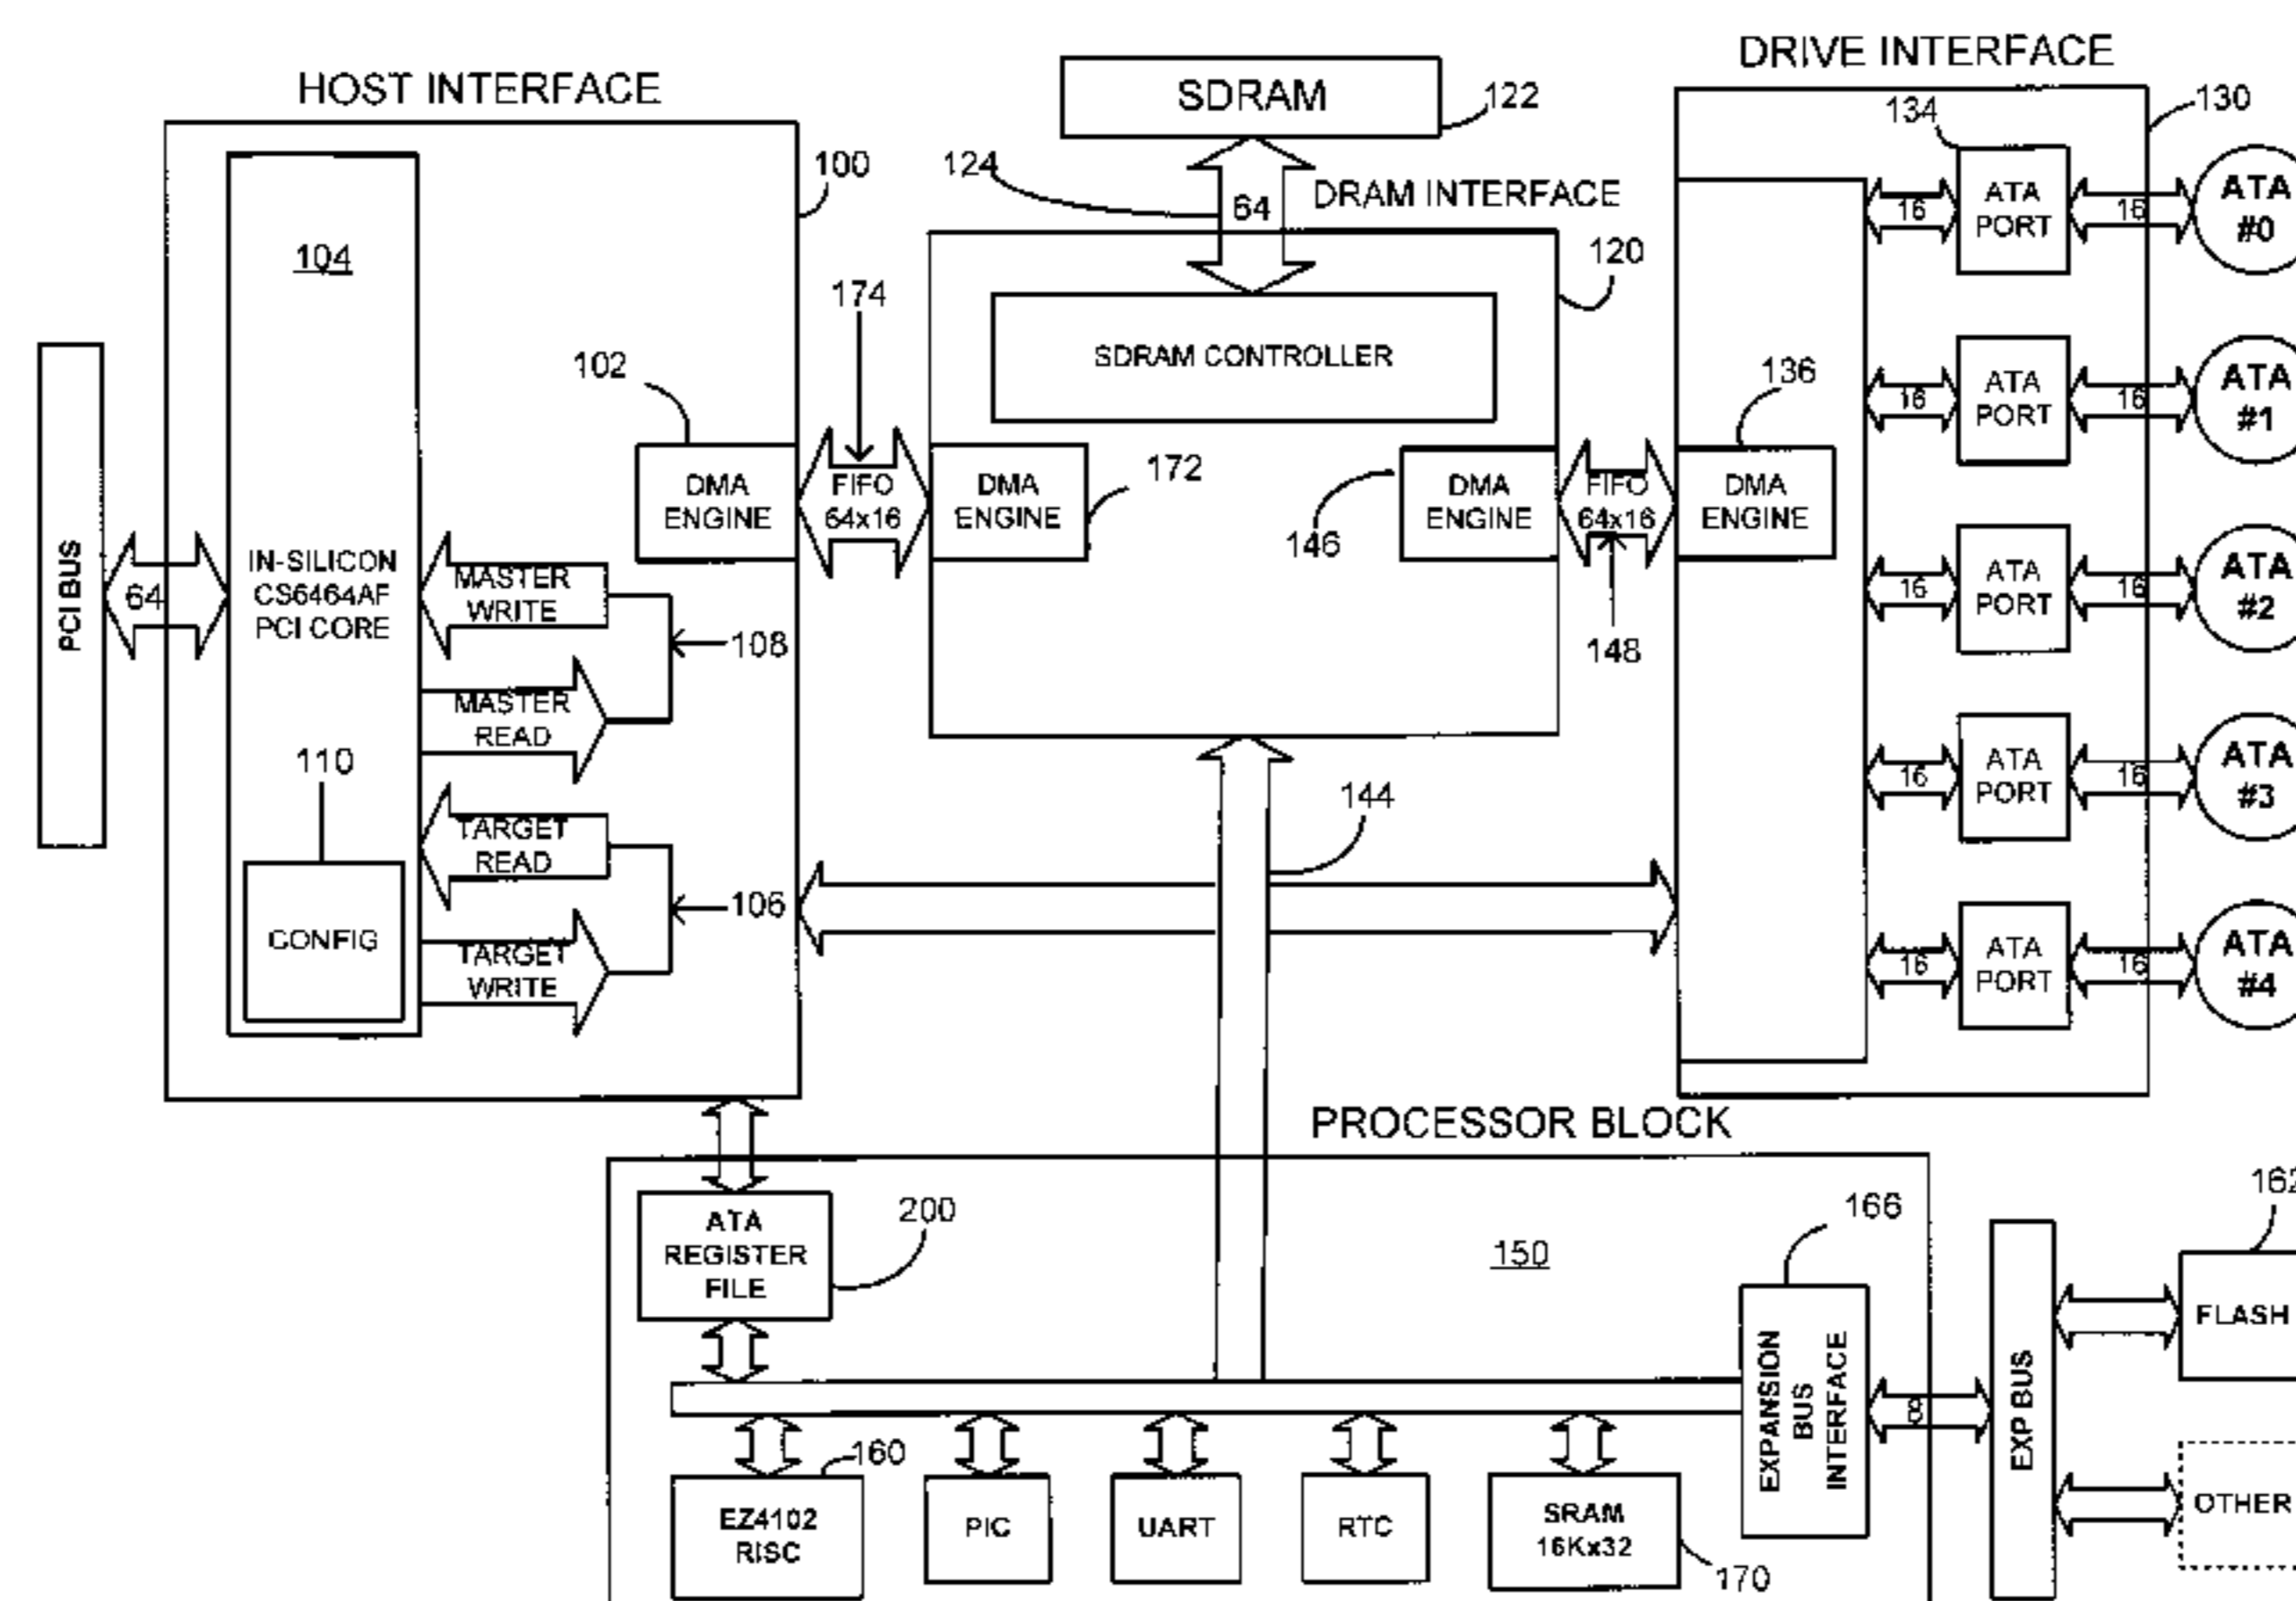 HOST INTERFACE
100
104
102
IN-SILICON
CS6464AF
PCI CORE
PCI BUS
64
MASTER
WRITE
108
MASTER
READ
110
TARGET
READ
106
CONFIG
TARGET
WRITE
DMA
ENGINE
174
FIFO
64x16
SDRAM
122
124
64
DRAM INTERFACE
120
SDRAM CONTROLLER
DMA
ENGINE
172
146
DMA
ENGINE
FIFO
64x16
148
144
DRIVE INTERFACE
130
134
136
DMA
ENGINE
16
ATA
PORT
16
ATA
#0
16
ATA
PORT
16
ATA
#1
16
ATA
PORT
16
ATA
#2
16
ATA
PORT
16
ATA
#3
16
ATA
PORT
16
ATA
#4
PROCESSOR BLOCK
150
ATA
REGISTER
FILE
200
166
EXPANSION
BUS
INTERFACE
8
EXP BUS
162
FLASH
OTHER
160
EZ4102
RISC
PIC
UART
RTC
SRAM
16Kx32
170